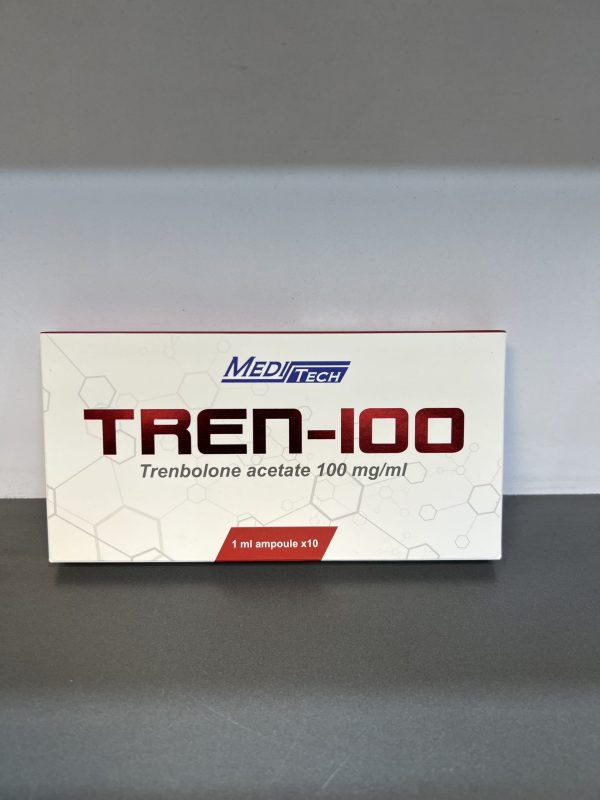 MEDITECH
TREN-100
Trenbolone acetate 100 mg/ml
1 ml ampoule x10